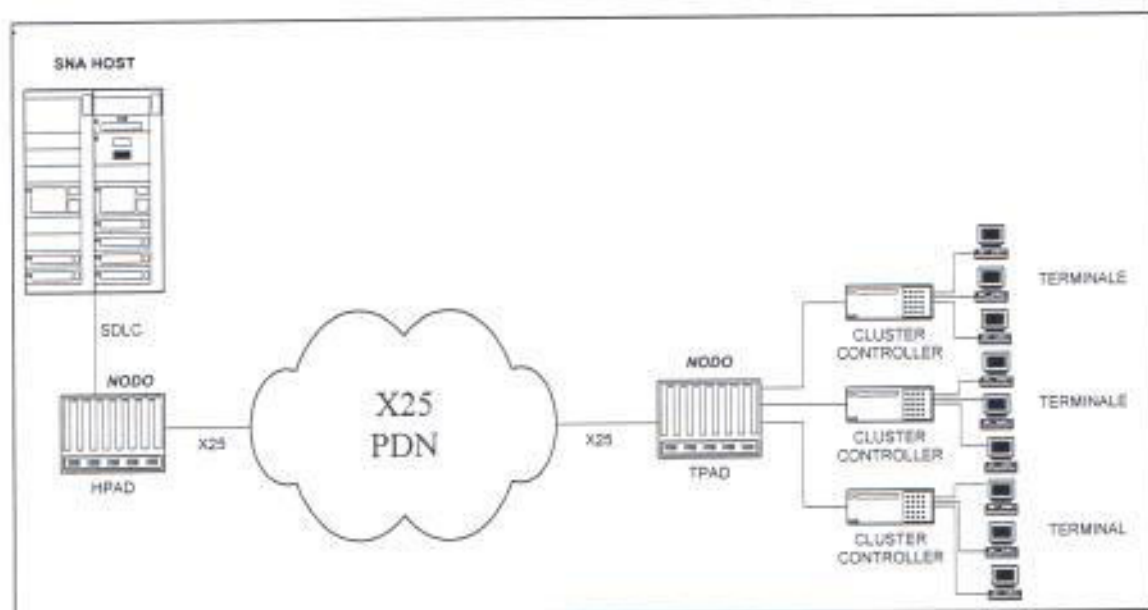 SNA HOST
SDLC
NODO
HPAD
X25
X25
PDN
X25
NODO
TPAD
CLUSTER
CONTROLLER
TERMINALE
CLUSTER
CONTROLLER
TERMINALE
CLUSTER
CONTROLLER
TERMINAL